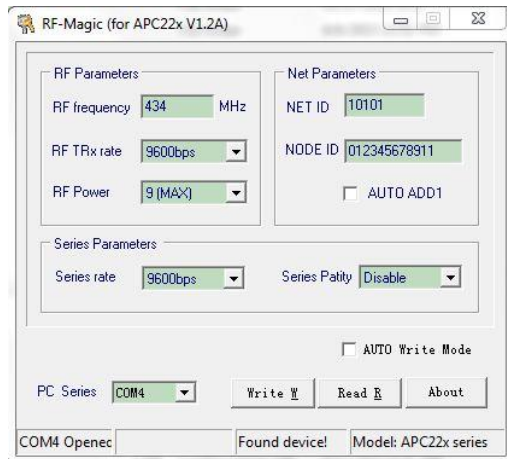 RF-Magic (for APC22x V1.2A)
RF Parameters
RF frequency 434 MHz
RF TRx rate 9600bps
RF Power 9 (MAX)
Net Parameters
NET ID 10101
NODE ID 012345678911
AUTO ADD1
Series Parameters
Series rate 9600bps Series Patity Disable
AUTO Write Mode
PC Series COM4 Write W Read R About
COM4 Openec Found device! Model: APC22x series